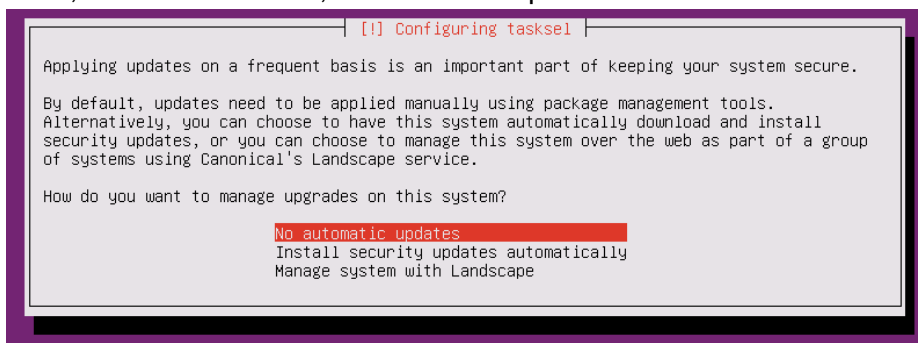 [!] Configuring tasksel
Applying updates on a frequent basis is an important part of keeping your system secure.
By default, updates need to be applied manually using package management tools.
Alternatively, you can choose to have this system automatically download and install
security updates, or you can choose to manage this system over the web as part of a group
of systems using Canonical's Landscape service.
How do you want to manage upgrades on this system?
No automatic updates
Install security updates automatically
Manage system with Landscape